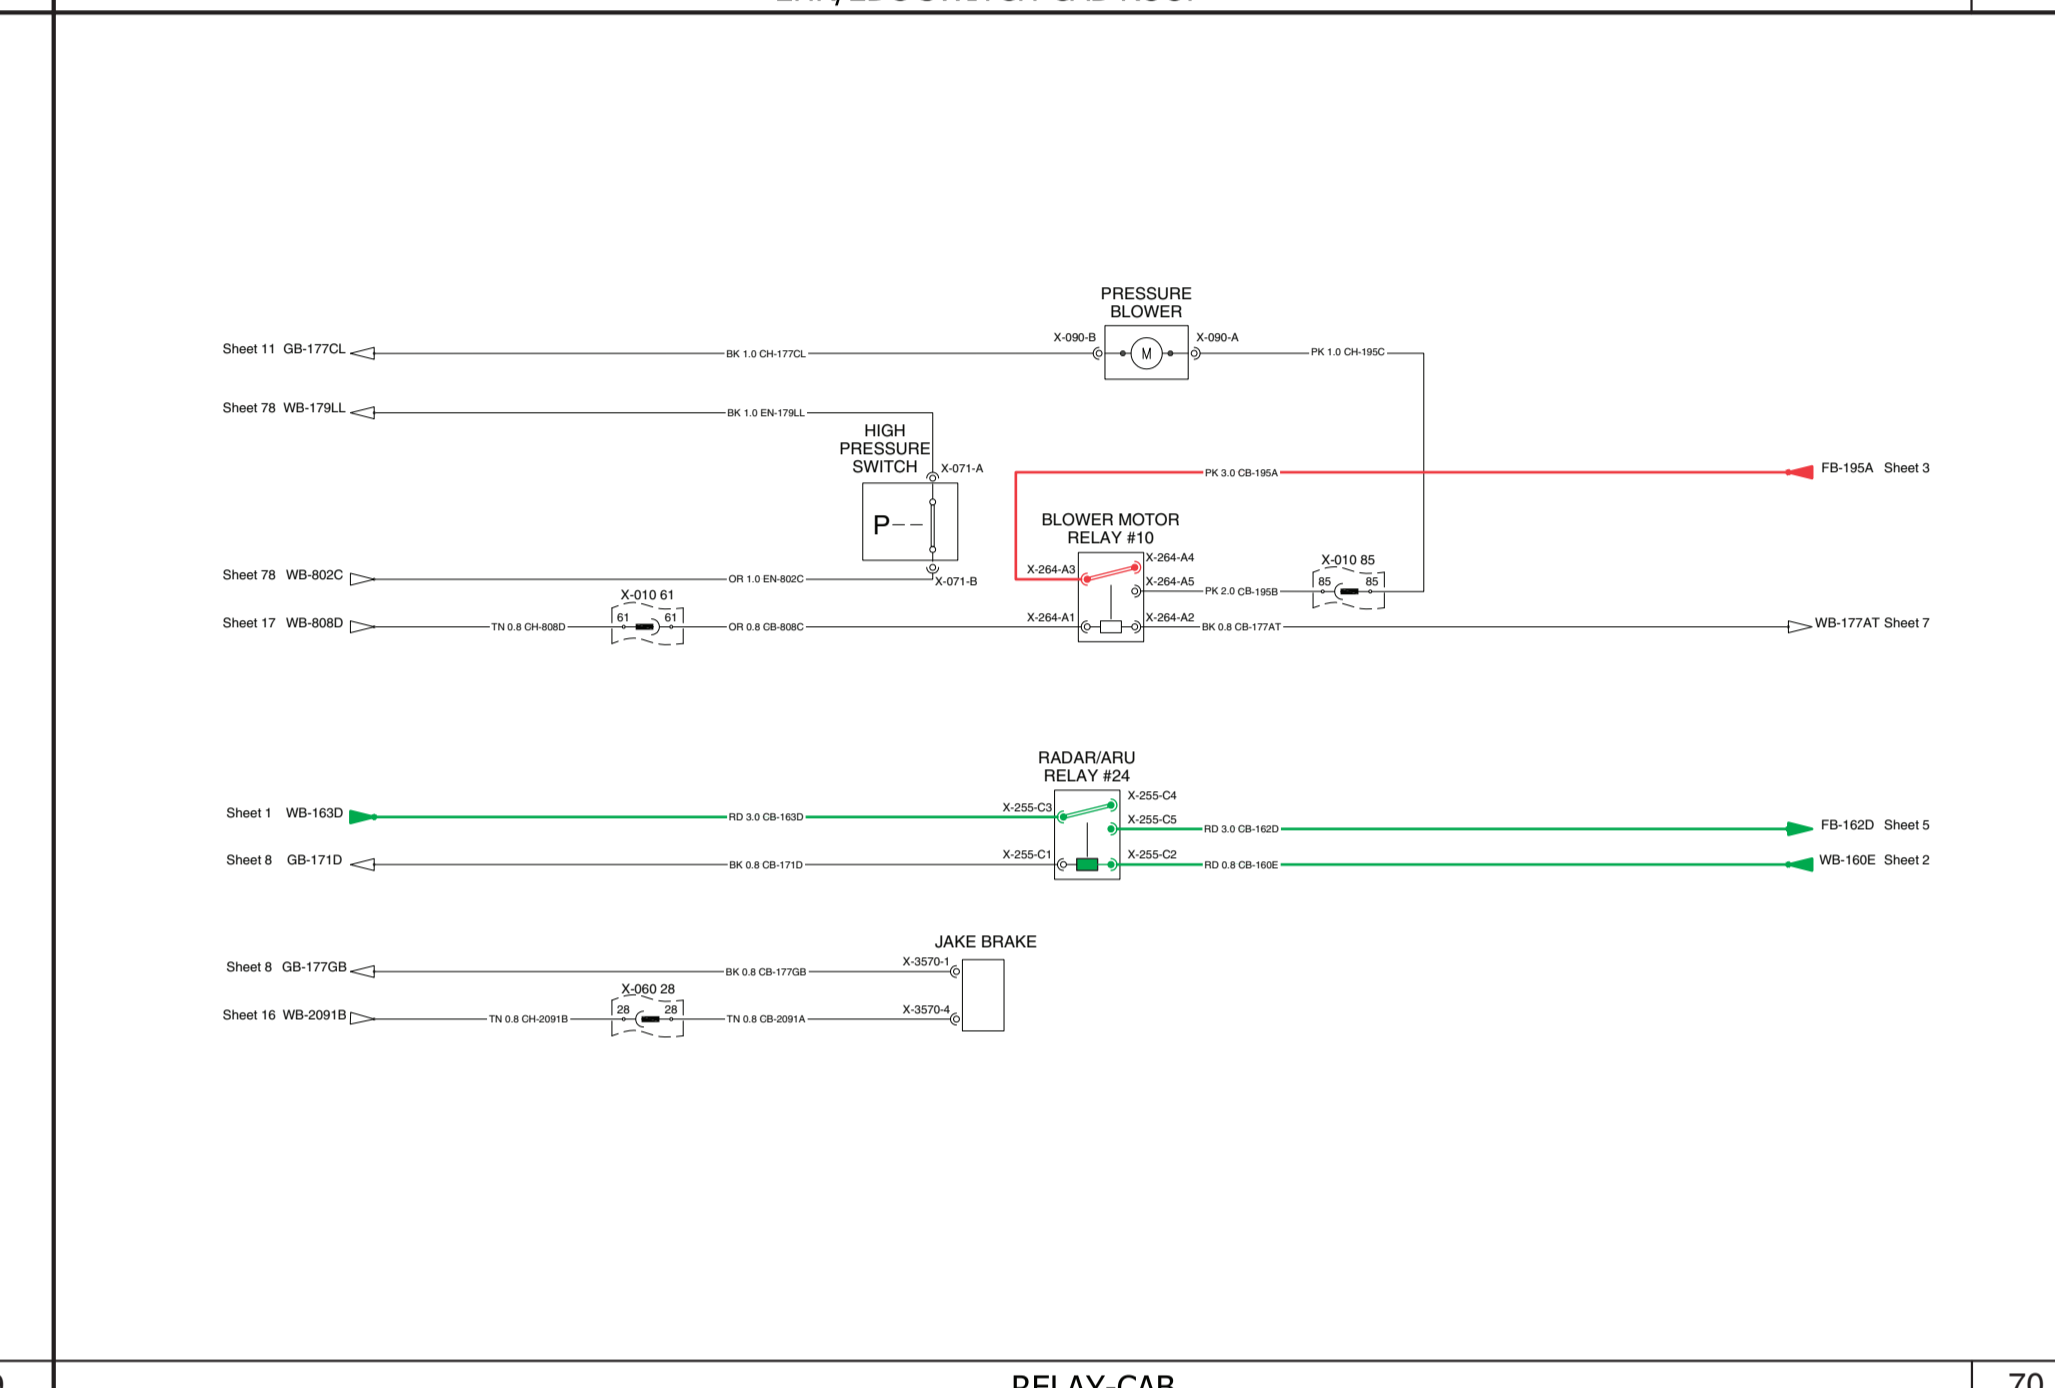 PRESSURE
BLOWER
X-090-B
X-090-A
M
Sheet 11 GB-177CL
BK 1.0 CH-177CL
PK 1.0 CH-195C
Sheet 78 WB-179LL
BK 1.0 EN-179LL
HIGH
PRESSURE
SWITCH
X-071-A
P
X-071-B
PK 3.0 CB-195A
FB-195A Sheet 3
BLOWER MOTOR
RELAY #10
X-264-A3
X-264-A4
X-264-A5
X-264-A1
X-264-A2
PK 2.0 CB-195B
X-010 85
85 85
Sheet 78 WB-802C
OR 1.0 EN-802C
X-010 61
61 61
Sheet 17 WB-808D
TN 0.8 CH-808D
OR 0.8 CB-808C
BK 0.8 CB-177AT
WB-177AT Sheet 7
RADAR/ARU
RELAY #24
X-255-C3
X-255-C4
X-255-C5
X-255-C1
X-255-C2
Sheet 1 WB-163D
RD 3.0 CB-163D
RD 3.0 CB-162D
FB-162D Sheet 5
Sheet 8 GB-171D
BK 0.8 CB-171D
RD 0.8 CB-160E
WB-160E Sheet 2
JAKE BRAKE
Sheet 8 GB-177GB
BK 0.8 CB-177GB
X-3570-1
X-060 28
28 28
Sheet 16 WB-2091B
TN 0.8 CH-2091B
TN 0.8 CB-2091A
X-3570-4
RELAY-CAB
70